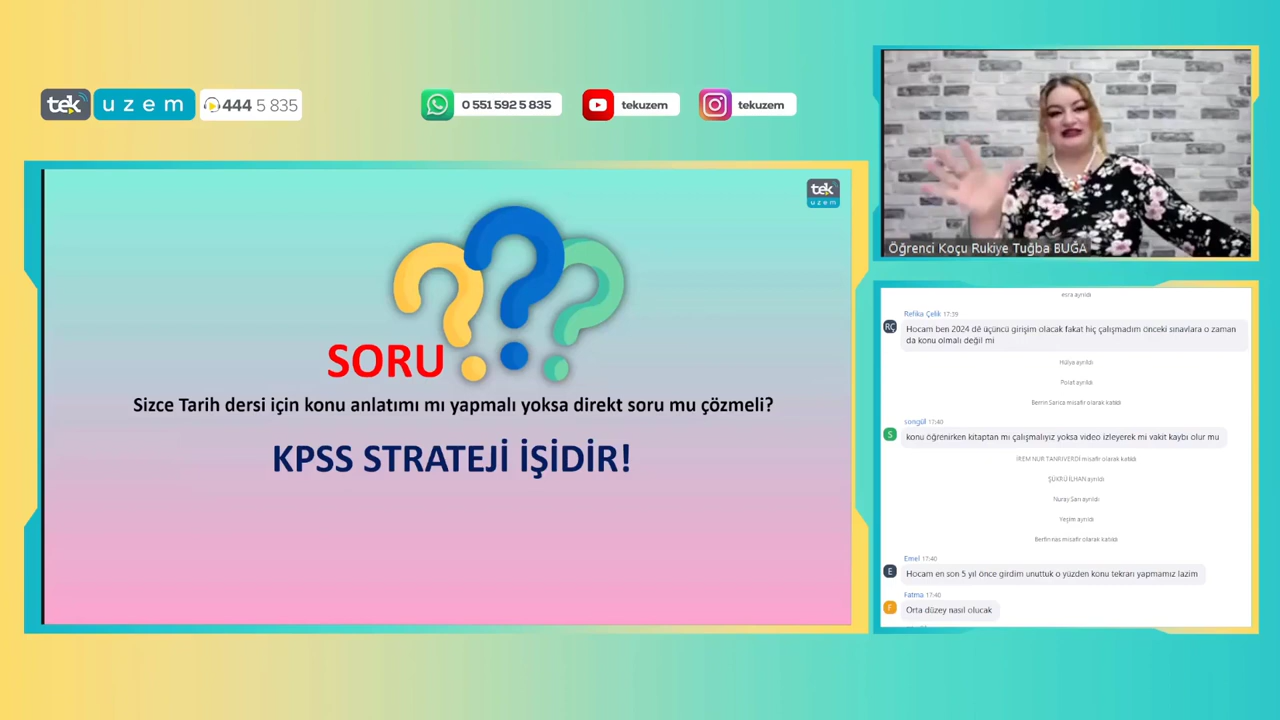 tek uzem 444 5 835
0 551 592 5 835
tekuzem
tekuzem
tek
uzem
SORU
Sizce Tarih dersi için konu anlatımı mı yapmalı yoksa direkt soru mu çözmeli?
KPSS STRATEJİ İŞİDİR!
Öğrenci Koçu Rukiye Tuğba BUĞA
esra ayrıldı
Refika Çelik 17:39
RÇ
Hocam ben 2024 dê üçüncü girişim olacak fakat hiç çalışmadım önceki sınavlara o zaman
da konu olmalı değil mi
Hülya ayrıldı
Polat ayrıldı
Berrin Sarıca misafir olarak katıldı
songül 17:40
S
konu öğrenirken kitaptan mı çalışmalıyız yoksa video izleyerek mi vakit kaybı olur mu
İREM NUR TANRIVERDİ misafir olarak katıldı
ŞÜKRÜ İLHAN ayrıldı
Nuray Sarı ayrıldı
Yeşim ayrıldı
Berfin nas misafir olarak katıldı
Emel 17:40
E
Hocam en son 5 yıl önce girdim unuttuk o yüzden konu tekrarı yapmamız lazim
Fatma 17:40
F
Orta düzey nasıl olucak